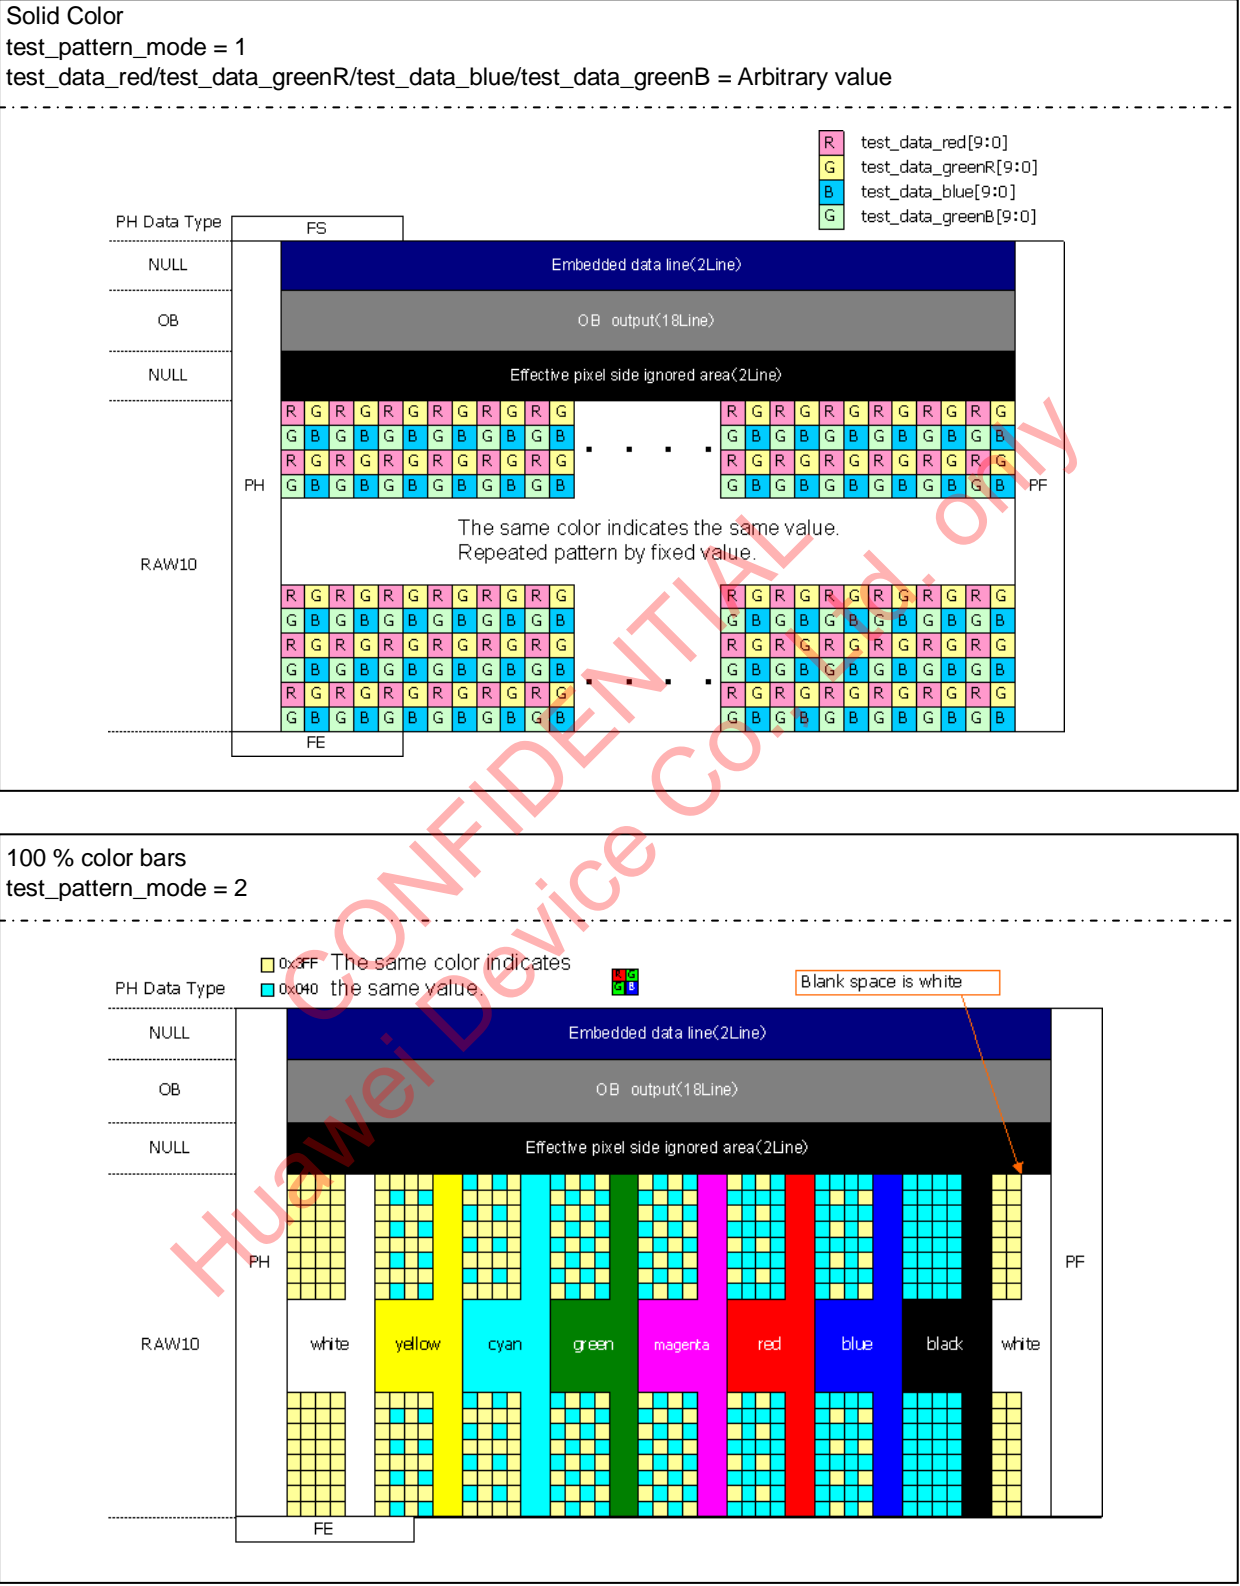 Solid Color
test_pattern_mode = 1
test_data_red/test_data_greenR/test_data_blue/test_data_greenB = Arbitrary value
R test_data_red[9:0]
G test_data_greenR[9:0]
B test_data_blue[9:0]
G test_data_greenB[9:0]
PH Data Type
FS
NULL
Embedded data line(2Line)
OB
OB output(18Line)
NULL
Effective pixel side ignored area(2Line)
R G R G R G R G R G R G R G R G R G R G R G R G
G B G B G B G B G B G B . . . . G B G B G B G B G B G B
R G R G R G R G R G R G R G R G R G R G R G R G
PH G B G B G B G B G B G B G B G B G B G B G B G B PF
The same color indicates the same value.
Repeated pattern by fixed value.
RAW10
R G R G R G R G R G R G R G R G R G R G R G R G
G B G B G B G B G B G B G B G B G B G B G B G B
R G R G R G R G R G R G R G R G R G R G R G R G
G B G B G B G B G B G B . . . . G B G B G B G B G B G B
R G R G R G R G R G R G R G R G R G R G R G R G
G B G B G B G B G B G B G B G B G B G B G B G B
FE
CONFIDENTIAL
Huawei Device Co., Ltd. only
100 % color bars
test_pattern_mode = 2
0x3FF The same color indicates
0x040 the same value.
R G
G B
Blank space is white
PH Data Type
NULL
Embedded data line(2Line)
OB
OB output(18Line)
NULL
Effective pixel side ignored area(2Line)
PH
PF
RAW10
white yellow cyan green magenta red blue black white
FE